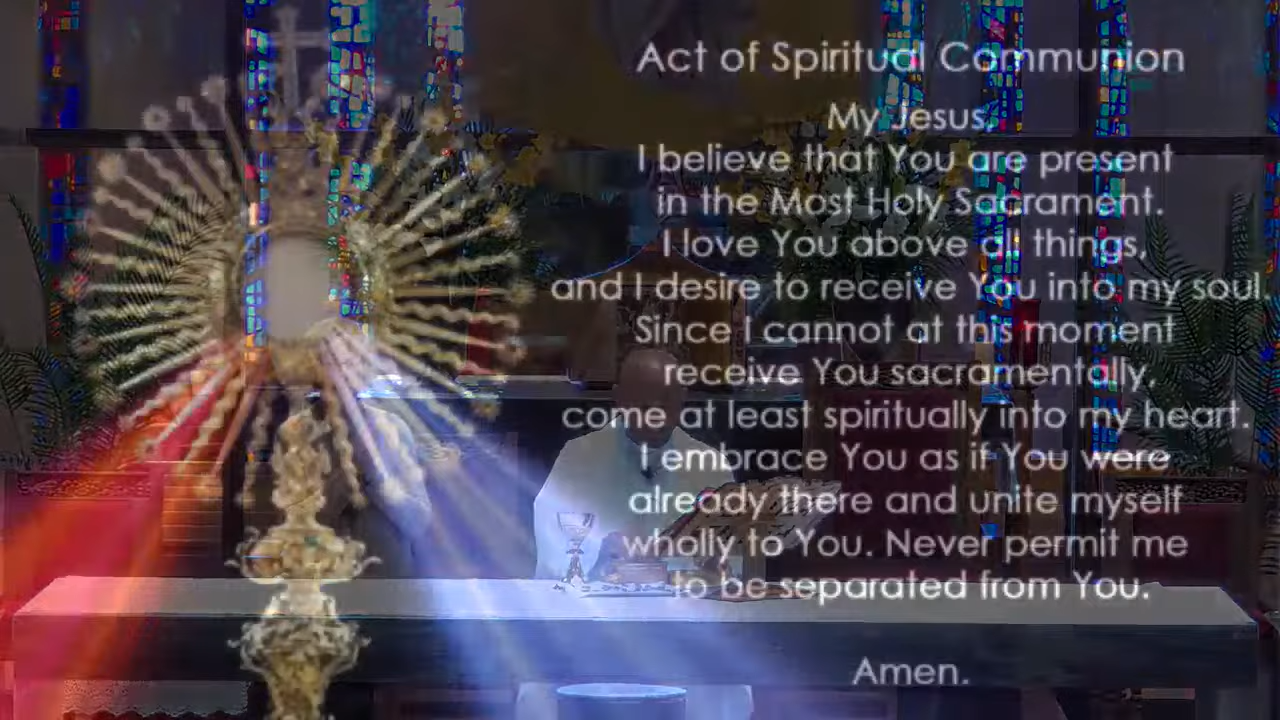 Act of Spiritual Communion
My Jesus,
I believe that You are present
in the Most Holy Sacrament.
I love You above all things,
and I desire to receive You into my soul.
Since I cannot at this moment
receive You sacramentally,
come at least spiritually into my heart.
I embrace You as if You were
already there and unite myself
wholly to You. Never permit me
to be separated from You.
Amen.